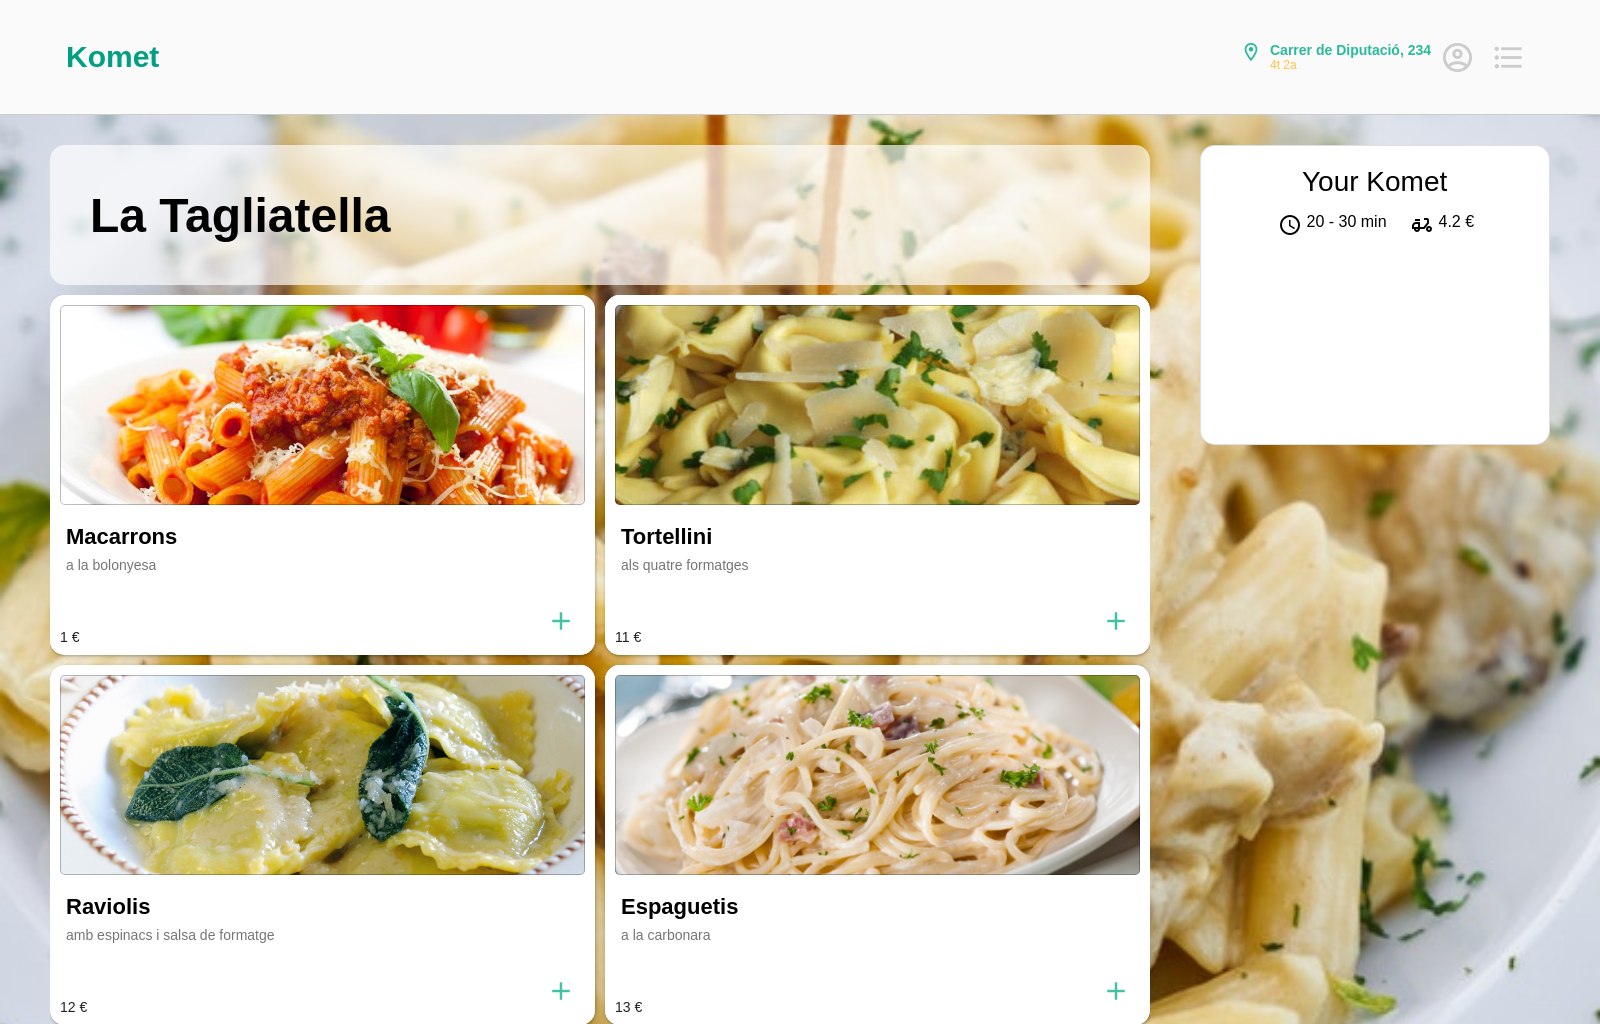 Komet
Carrer de Diputació, 234
4t 2a
La Tagliatella
Your Komet
20 - 30 min
4.2 €
Macarrons
a la bolonyesa
1 €
Tortellini
als quatre formatges
11 €
Raviolis
amb espinacs i salsa de formatge
12 €
Espaguetis
a la carbonara
13 €